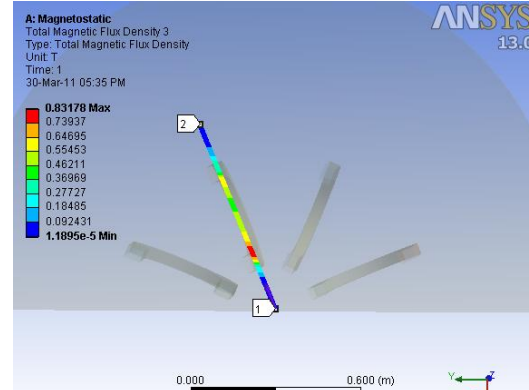 A: Magnetostatic
Total Magnetic Flux Density 3
Type: Total Magnetic Flux Density
Unit: T
Time: 1
30-Mar-11 05:35 PM
ANSYS
13.0
0.83178 Max
0.73937
0.64695
0.55453
0.46211
0.36969
0.27727
0.18485
0.092431
1.1895e-5 Min
2
1
0.000
0.600 (m)
Y
Z